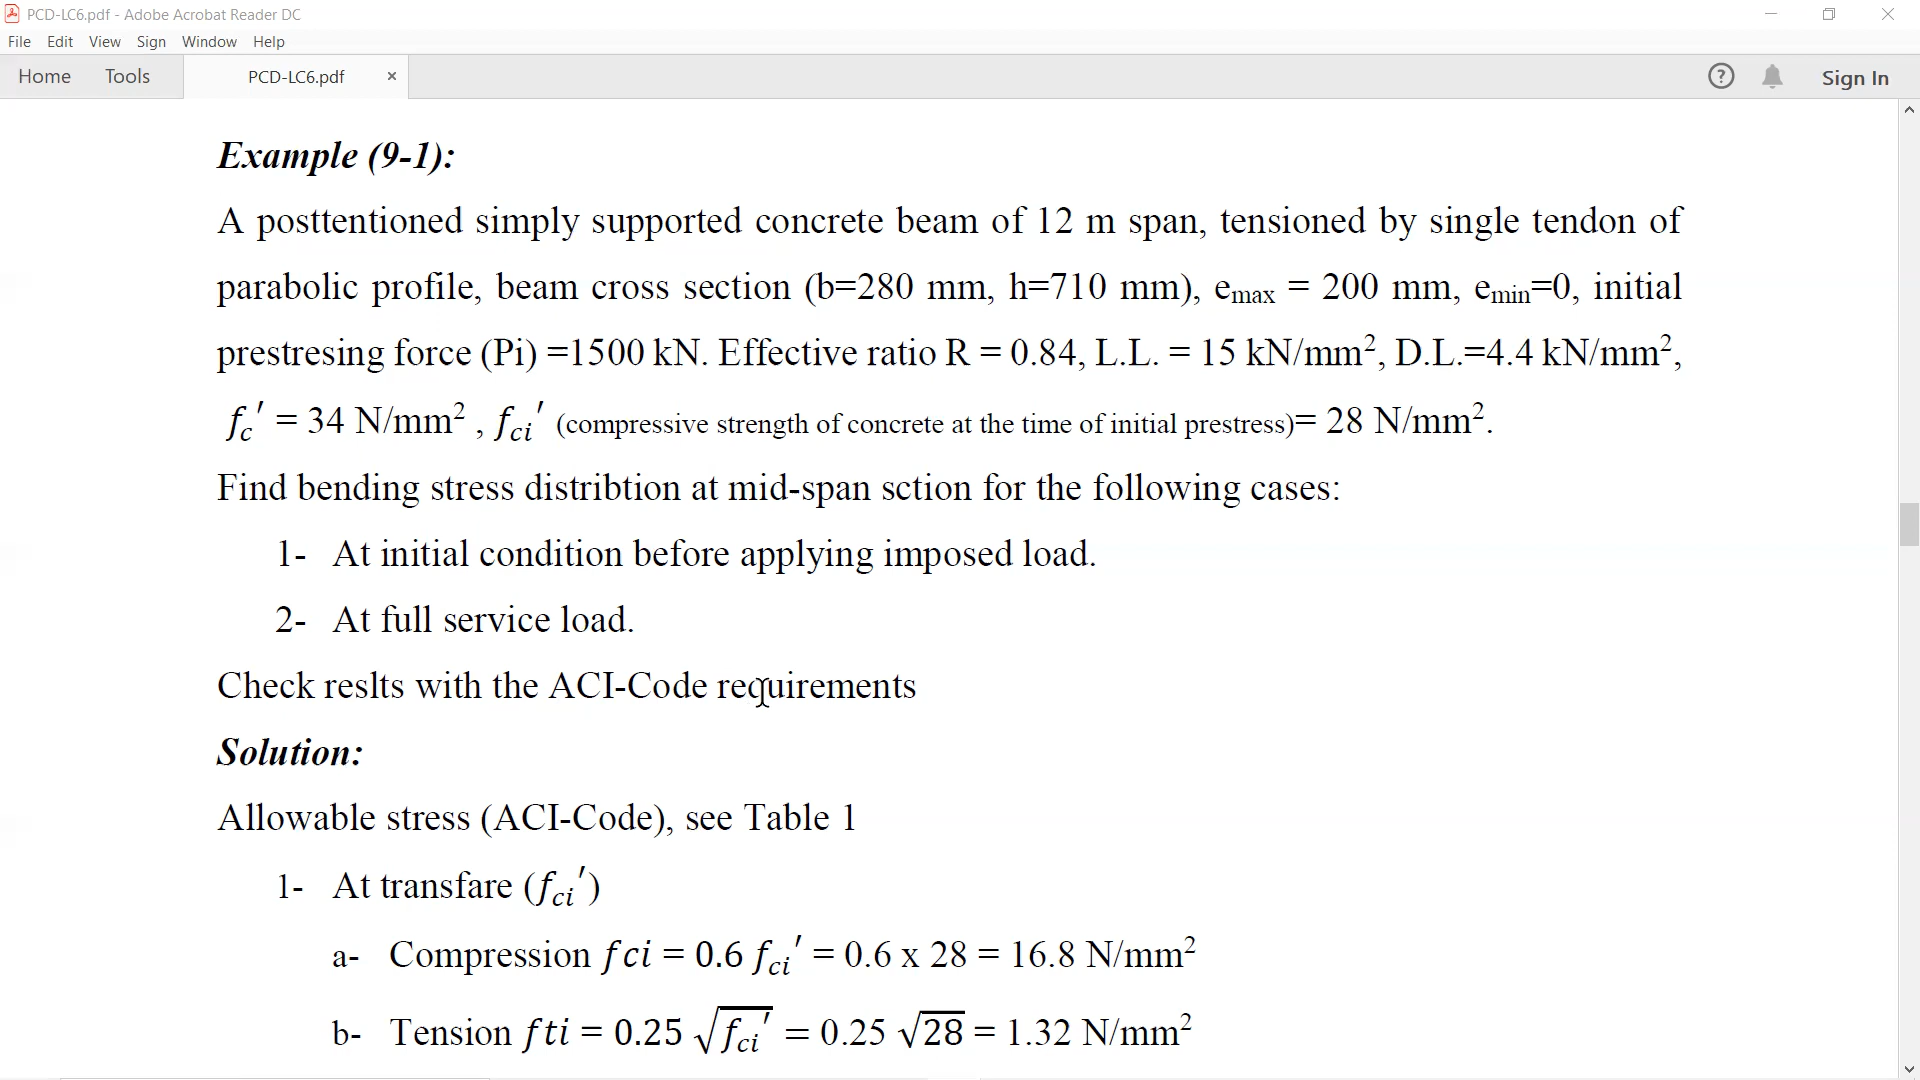 PCD-LC6.pdf - Adobe Acrobat Reader DC
File Edit View Sign Window Help
Home Tools PCD-LC6.pdf × ? Sign In
Example (9-1):
A posttentioned simply supported concrete beam of 12 m span, tensioned by single tendon of
parabolic profile, beam cross section (b=280 mm, h=710 mm), emax = 200 mm, emin=0, initial
prestresing force (Pi) =1500 kN. Effective ratio R = 0.84, L.L. = 15 kN/mm², D.L.=4.4 kN/mm²,
fc′ = 34 N/mm² , fci′ (compressive strength of concrete at the time of initial prestress)= 28 N/mm².
Find bending stress distribtion at mid-span sction for the following cases:
1- At initial condition before applying imposed load.
2- At full service load.
Check reslts with the ACI-Code requirements
Solution:
Allowable stress (ACI-Code), see Table 1
1- At transfare (fci′)
a- Compression fci = 0.6 fci′ = 0.6 x 28 = 16.8 N/mm²
b- Tension fti = 0.25 √fci′ = 0.25 √28 = 1.32 N/mm²